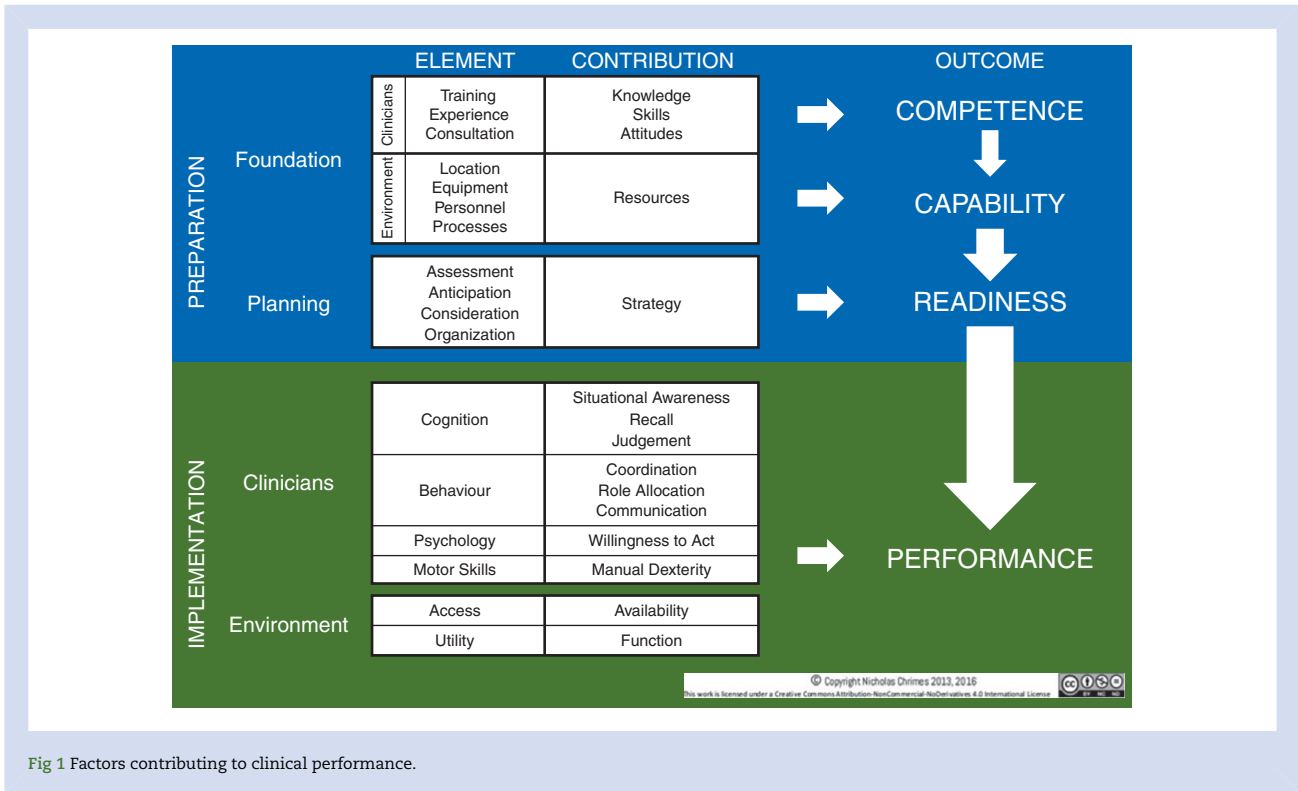 ELEMENT
CONTRIBUTION
OUTCOME
PREPARATION
Foundation
Clinicians
Training
Experience
Consultation
Knowledge
Skills
Attitudes
COMPETENCE
Environment
Location
Equipment
Personnel
Processes
Resources
CAPABILITY
Planning
Assessment
Anticipation
Consideration
Organization
Strategy
READINESS
IMPLEMENTATION
Clinicians
Cognition
Situational Awareness
Recall
Judgement
Behaviour
Coordination
Role Allocation
Communication
Psychology
Willingness to Act
Motor Skills
Manual Dexterity
PERFORMANCE
Environment
Access
Availability
Utility
Function
© Copyright Nicholas Chrimes 2013, 2016
This work is licensed under a Creative Commons Attribution-NonCommercial-NoDerivatives 4.0 International License
cc
BY NC ND
Fig 1 Factors contributing to clinical performance.